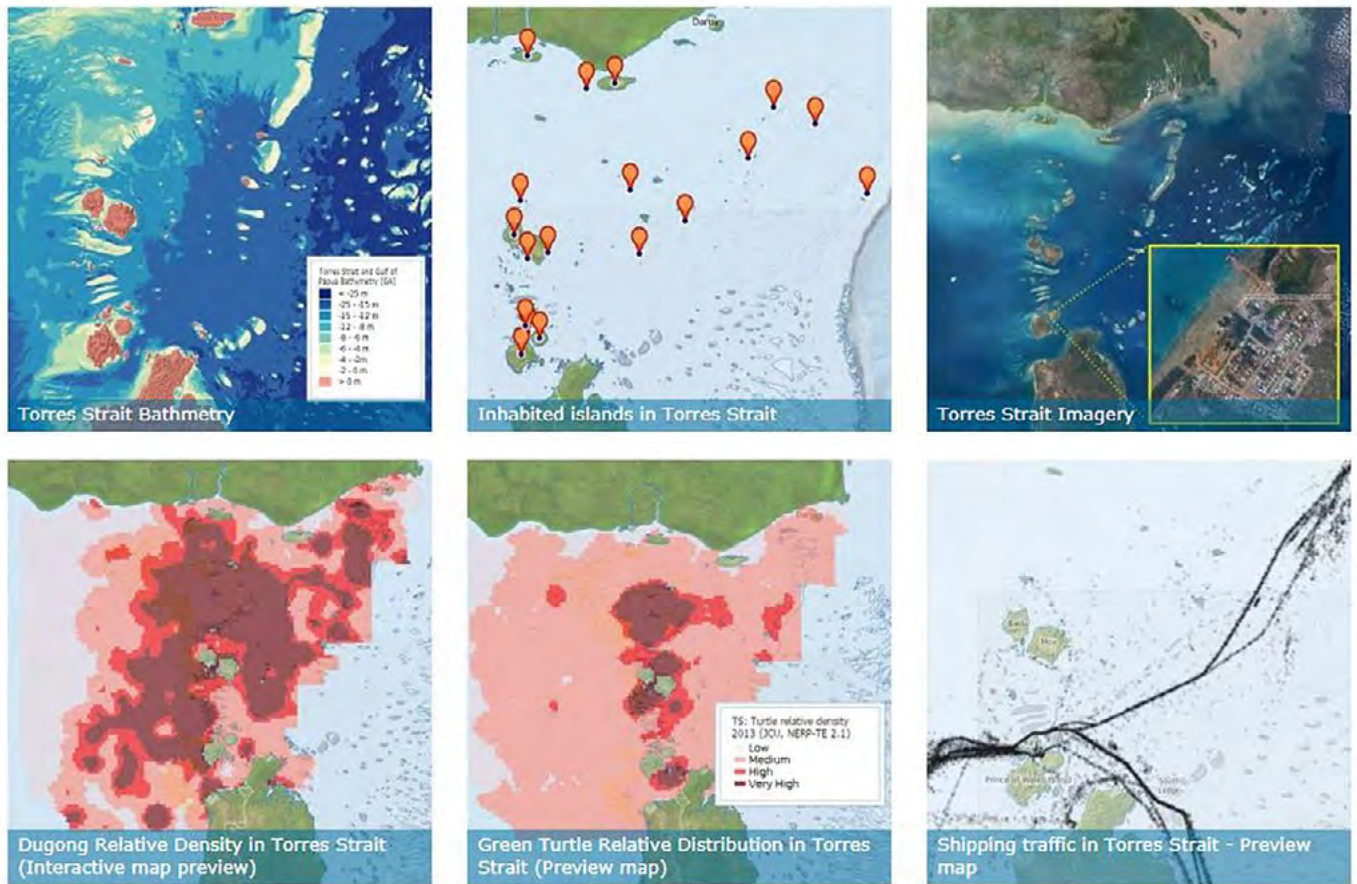 Torres Strait and Gulf of
Papua Bathymetry (GA)
< -25 m
-25 - -15 m
-15 - -12 m
-12 - -8 m
-8 - -6 m
-6 - -4 m
-4 - -2m
-2 - 0 m
> 0 m
Torres Strait Bathmetry
Daru
Inhabited islands in Torres Strait
Torres Strait Imagery
Dugong Relative Density in Torres Strait
(Interactive map preview)
TS: Turtle relative density
2013 (JCU, NERP-TE 2.1)
Low
Medium
High
Very High
Green Turtle Relative Distribution in Torres
Strait (Preview map)
Badu
Moa
Prince of Wales Island
Shipping traffic in Torres Strait - Preview
map